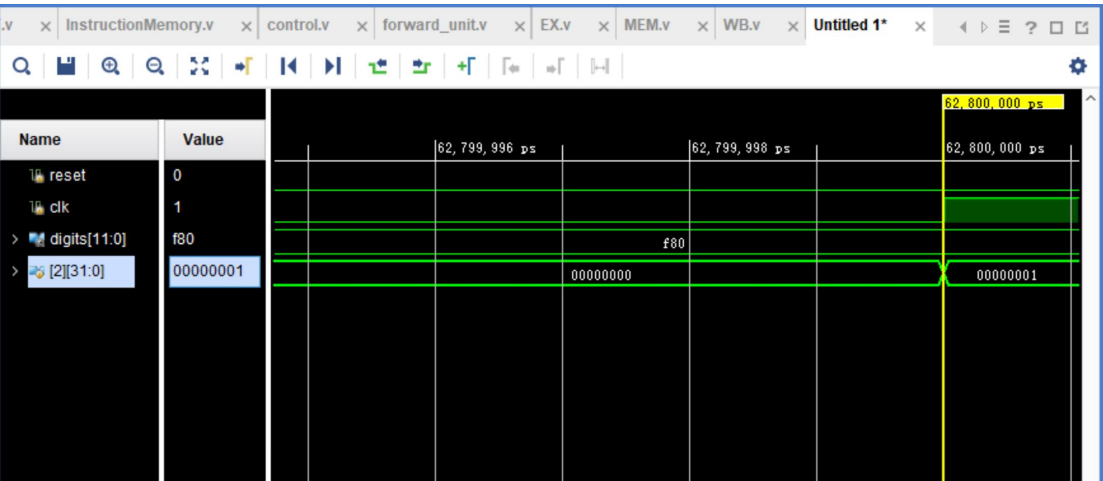 .v × InstructionMemory.v × control.v × forward_unit.v × EX.v × MEM.v × WB.v × Untitled 1* × ?
62,800,000 ps
Name Value
62,799,996 ps 62,799,998 ps 62,800,000 ps
reset 0
clk 1
> digits[11:0] f80 f80
> [2][31:0] 00000001 00000000 00000001